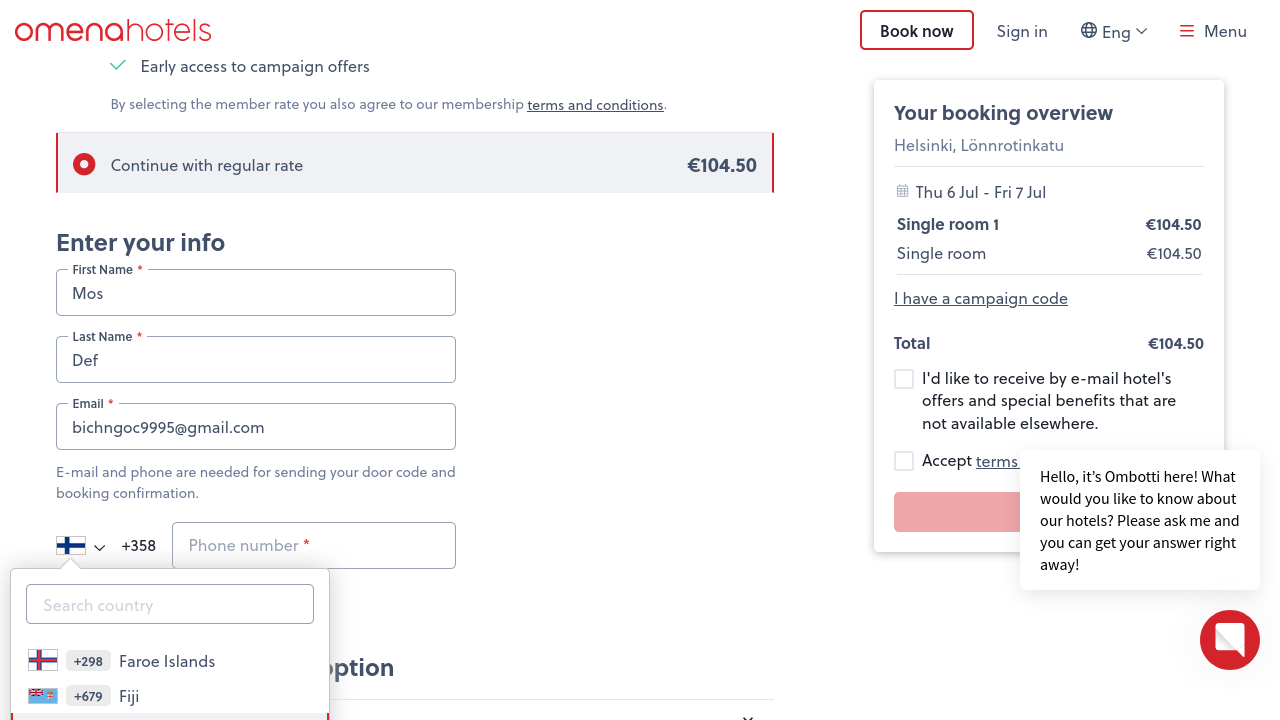 omenahotels
Book now
Sign in
Eng
Menu
Early access to campaign offers
By selecting the member rate you also agree to our membership terms and conditions.
Continue with regular rate €104.50
Enter your info
First Name *
Mos
Last Name *
Def
Email *
bichngoc9995@gmail.com
E-mail and phone are needed for sending your door code and
booking confirmation.
+358
Phone number *
Search country
+298 Faroe Islands
+679 Fiji
option
Your booking overview
Helsinki, Lönnrotinkatu
Thu 6 Jul - Fri 7 Jul
Single room 1 €104.50
Single room €104.50
I have a campaign code
Total €104.50
I'd like to receive by e-mail hotel's
offers and special benefits that are
not available elsewhere.
Accept terms
Hello, it’s Ombotti here! What
would you like to know about
our hotels? Please ask me and
you can get your answer right
away!